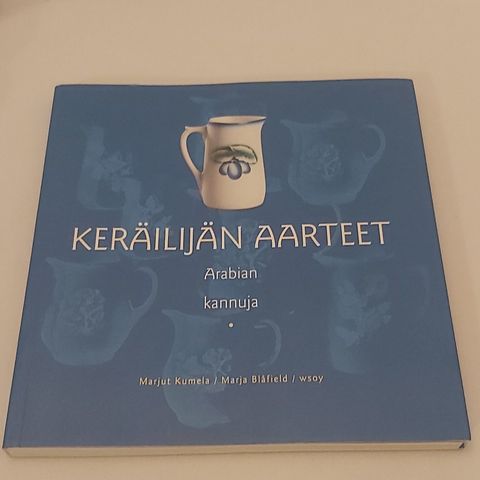 KERÄILIJÄN AARTEET
Arabian
kannuja
Marjut Kumela / Marja Blåfield / wsoy